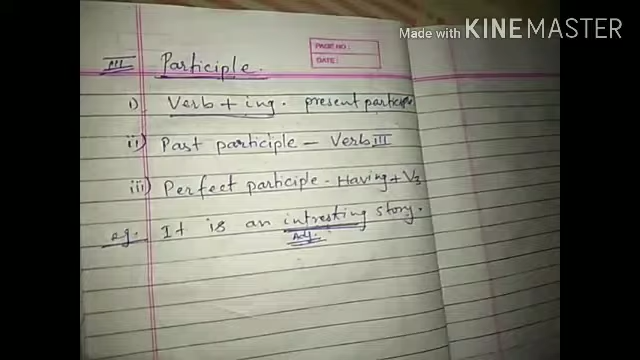 Made with KINEMASTER
PAGE NO:
DATE:
III Participle.
i) Verb + ing. present participle
ii) Past participle - Verb III
iii) Perfect participle - Having + V3
e.g. It is an intresting story.
Adj.